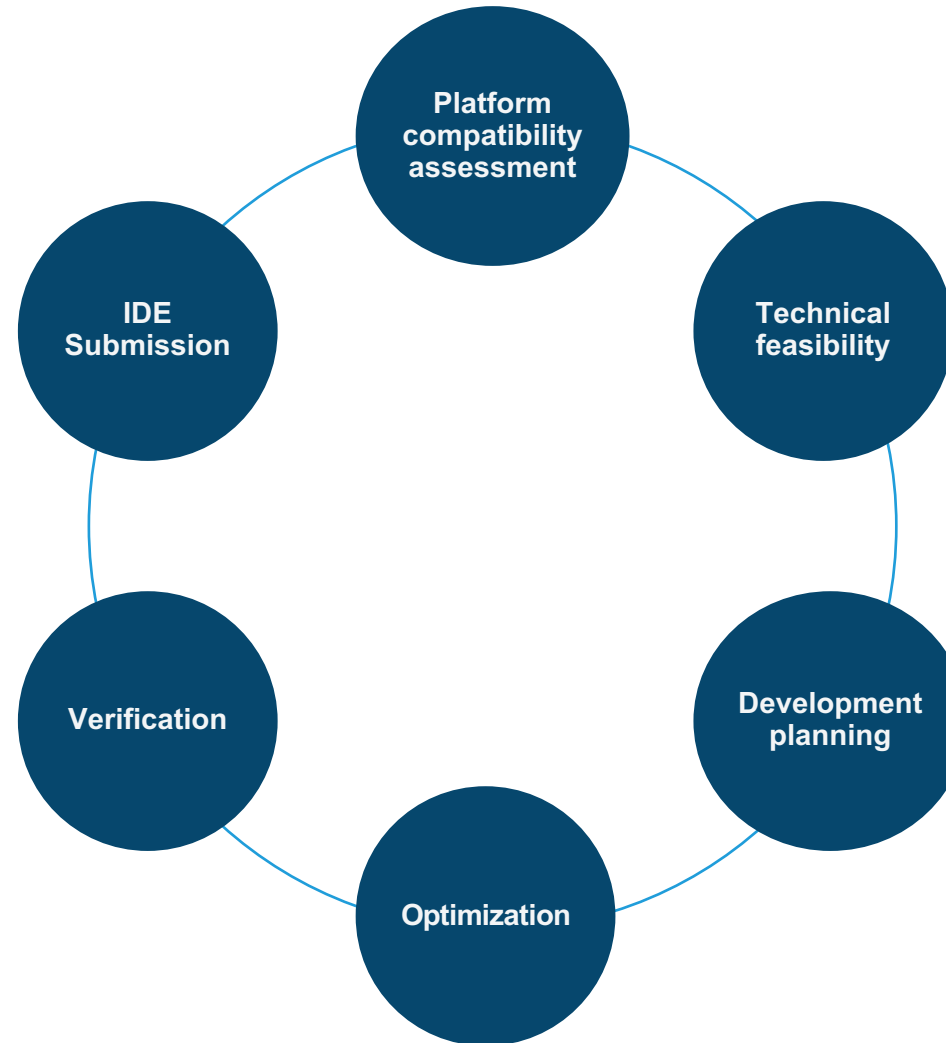 Platform
compatibility
assessment
Technical
feasibility
Development
planning
Optimization
Verification
IDE
Submission